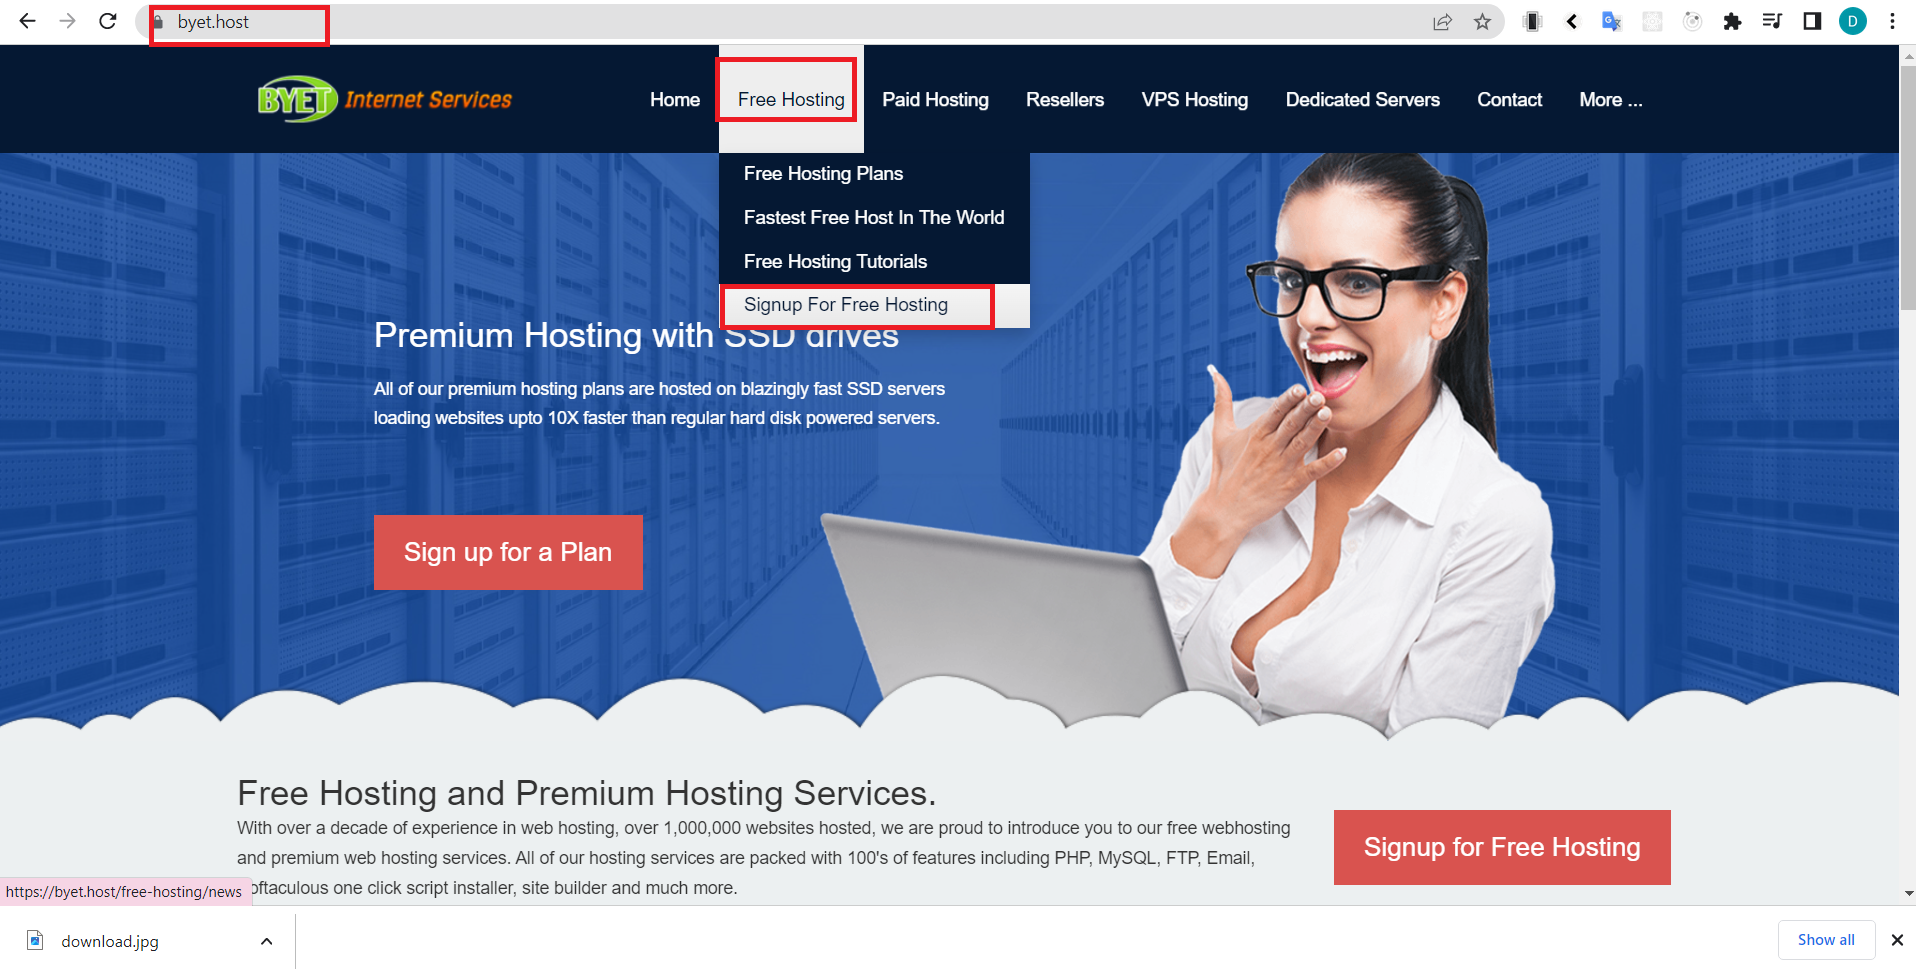 byet.host
D
BYET Internet Services
Home
Free Hosting
Paid Hosting
Resellers
VPS Hosting
Dedicated Servers
Contact
More ...
Free Hosting Plans
Fastest Free Host In The World
Free Hosting Tutorials
Signup For Free Hosting
Premium Hosting with SSD drives
All of our premium hosting plans are hosted on blazingly fast SSD servers
loading websites upto 10X faster than regular hard disk powered servers.
Sign up for a Plan
Free Hosting and Premium Hosting Services.
With over a decade of experience in web hosting, over 1,000,000 websites hosted, we are proud to introduce you to our free webhosting
and premium web hosting services. All of our hosting services are packed with 100's of features including PHP, MySQL, FTP, Email,
oftaculous one click script installer, site builder and much more.
Signup for Free Hosting
https://byet.host/free-hosting/news
download.jpg
Show all